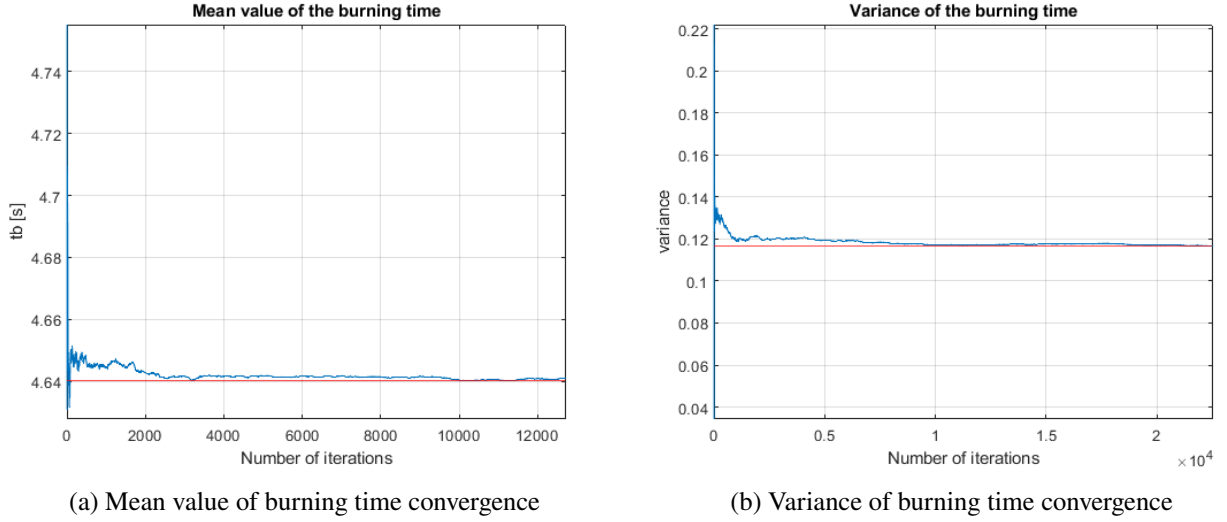 Mean value of the burning time
4.74
4.72
4.7
4.68
4.66
4.64
tb [s]
0 2000 4000 6000 8000 10000 12000
Number of iterations
(a) Mean value of burning time convergence
Variance of the burning time
0.22
0.2
0.18
0.16
0.14
0.12
0.1
0.08
0.06
0.04
variance
0 0.5 1 1.5 2
Number of iterations
×10^4
(b) Variance of burning time convergence